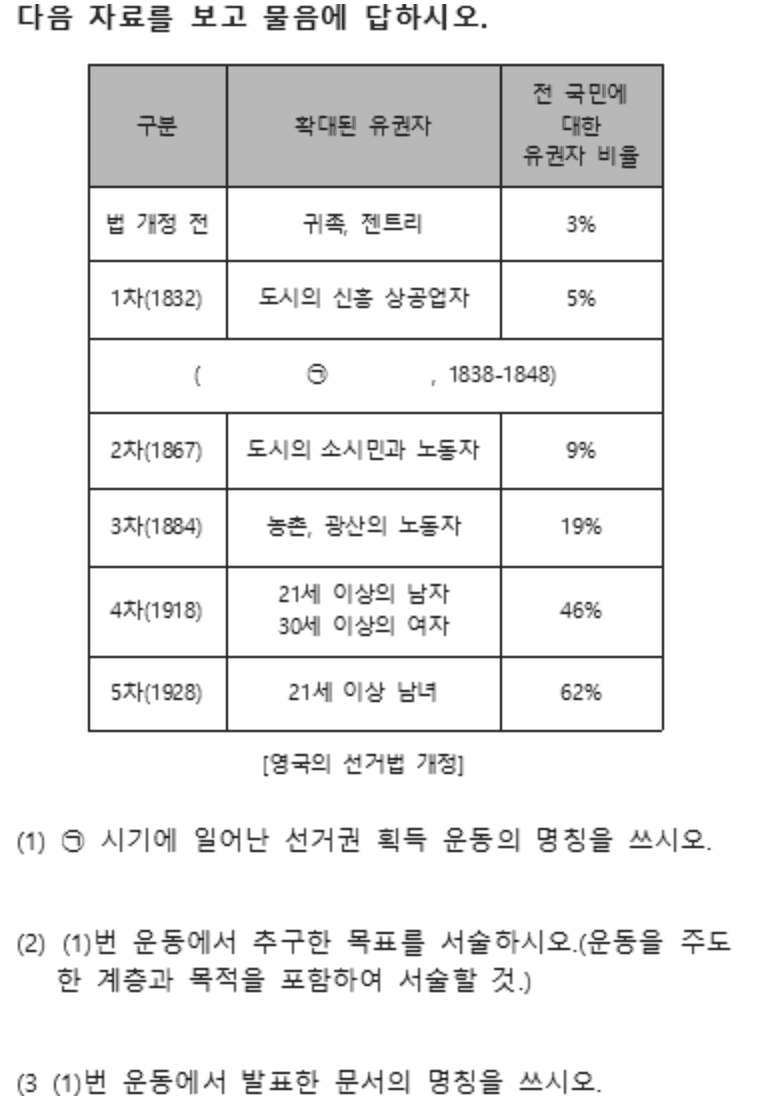 다음 자료를 보고 물음에 답하시오.
구분 확대된 유권자 전 국민에 대한 유권자 비율
법 개정 전 귀족, 젠트리 3%
1차(1832) 도시의 신흥 상공업자 5%
( ㉠ , 1838-1848)
2차(1867) 도시의 소시민과 노동자 9%
3차(1884) 농촌, 광산의 노동자 19%
4차(1918) 21세 이상의 남자 30세 이상의 여자 46%
5차(1928) 21세 이상 남녀 62%
[영국의 선거법 개정]
(1) ㉠ 시기에 일어난 선거권 획득 운동의 명칭을 쓰시오.
(2) (1)번 운동에서 추구한 목표를 서술하시오.(운동을 주도
한 계층과 목적을 포함하여 서술할 것.)
(3 (1)번 운동에서 발표한 문서의 명칭을 쓰시오.